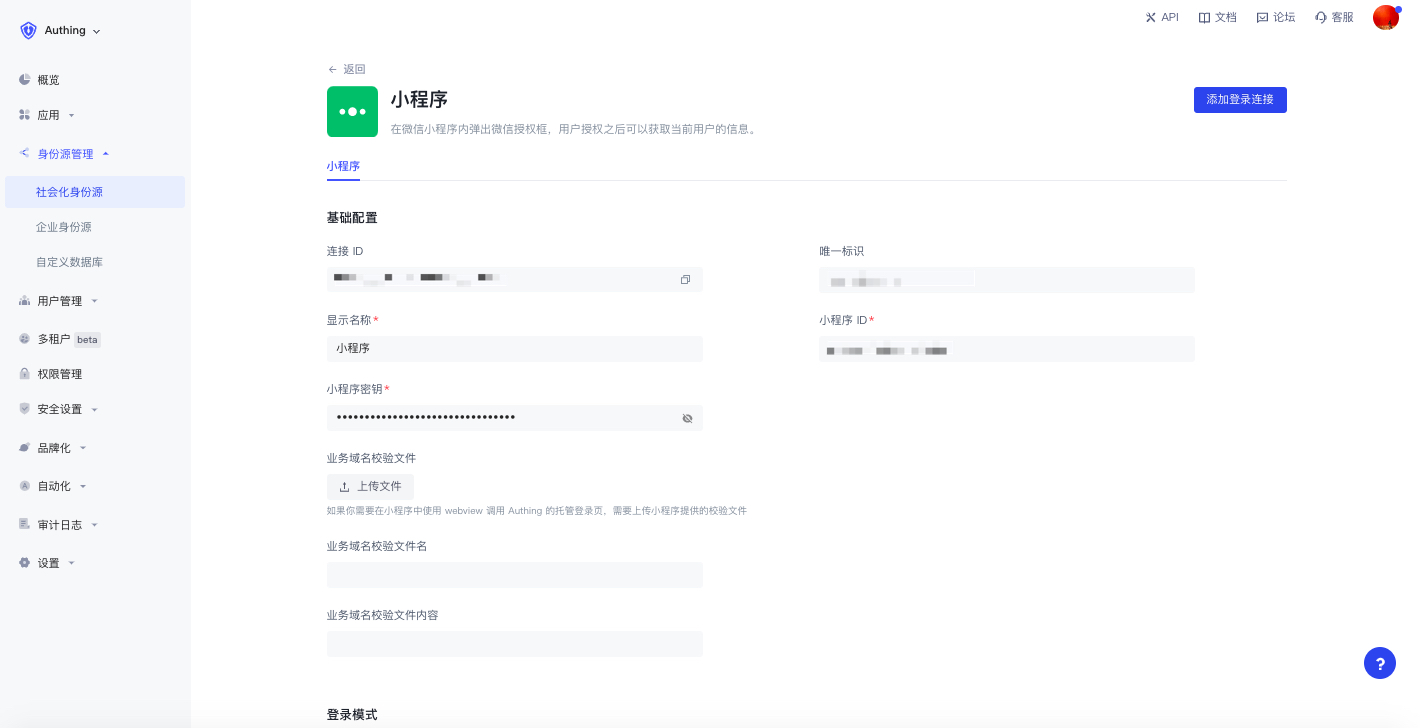 Authing
API
文档
论坛
客服
概览
应用
身份源管理
社会化身份源
企业身份源
自定义数据库
用户管理
多租户 beta
权限管理
安全设置
品牌化
自动化
审计日志
设置
返回
小程序
添加登录连接
在微信小程序内弹出微信授权框，用户授权之后可以获取当前用户的信息。
小程序
基础配置
连接 ID
唯一标识
显示名称*
小程序 ID*
小程序
小程序密钥*
••••••••••••••••••••••••••••••••
业务域名校验文件
上传文件
如果你需要在小程序中使用 webview 调用 Authing 的托管登录页，需要上传小程序提供的校验文件
业务域名校验文件名
业务域名校验文件内容
登录模式
?